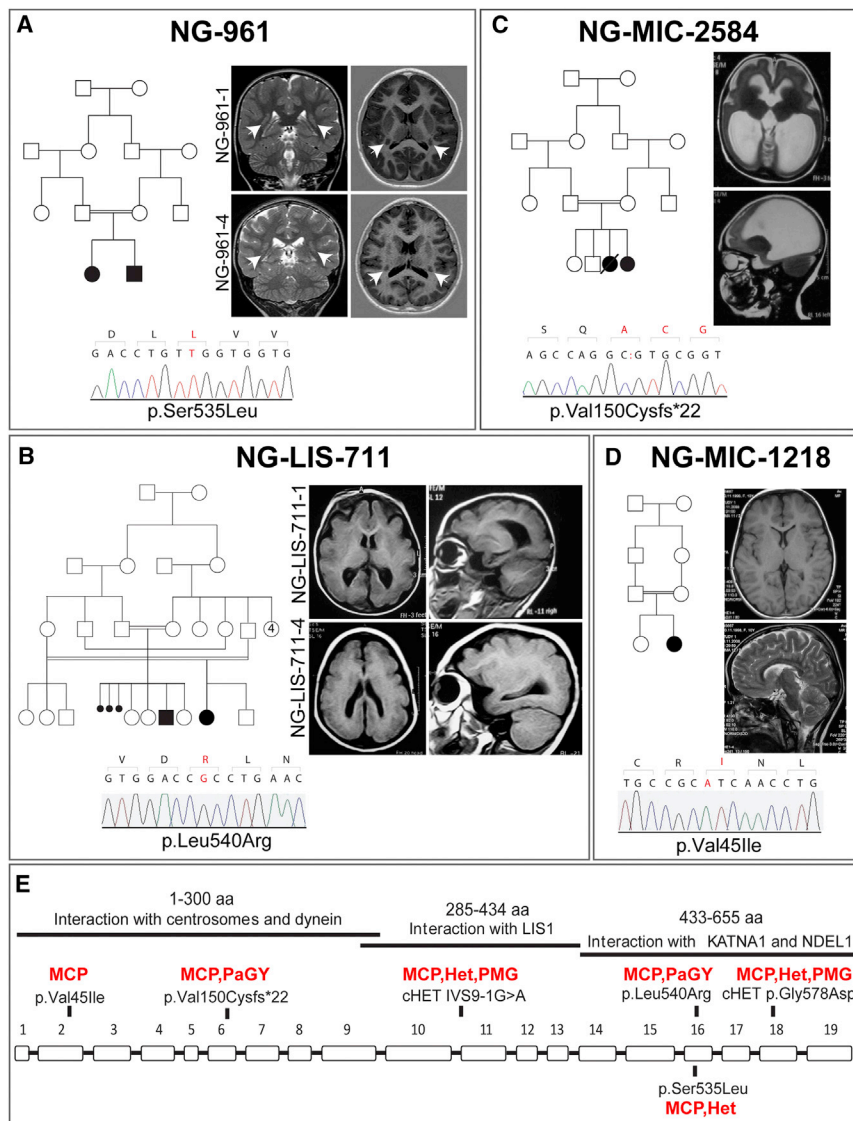 A
NG-961
NG-961-1
NG-961-4
D L L V V
G A C C T G T T G G T G G T G
p.Ser535Leu
C
NG-MIC-2584
S Q A C G
A G C C A G G C : G T G C G G T
p.Val150Cysfs*22
B
NG-LIS-711
4
NG-LIS-711-1
NG-LIS-711-4
V D R L N
G T G G A C C G C C T G A A C
p.Leu540Arg
D
NG-MIC-1218
C R I N L
T G C C G C A T C A A C C T G
p.Val45Ile
E
1-300 aa
Interaction with centrosomes and dynein
285-434 aa
Interaction with LIS1
433-655 aa
Interaction with KATNA1 and NDEL1
MCP MCP,PaGY MCP,Het,PMG MCP,PaGY MCP,Het,PMG
p.Val45Ile p.Val150Cysfs*22 cHET IVS9-1G>A p.Leu540Arg cHET p.Gly578Asp
1 2 3 4 5 6 7 8 9 10 11 12 13 14 15 16 17 18 19
p.Ser535Leu
MCP,Het